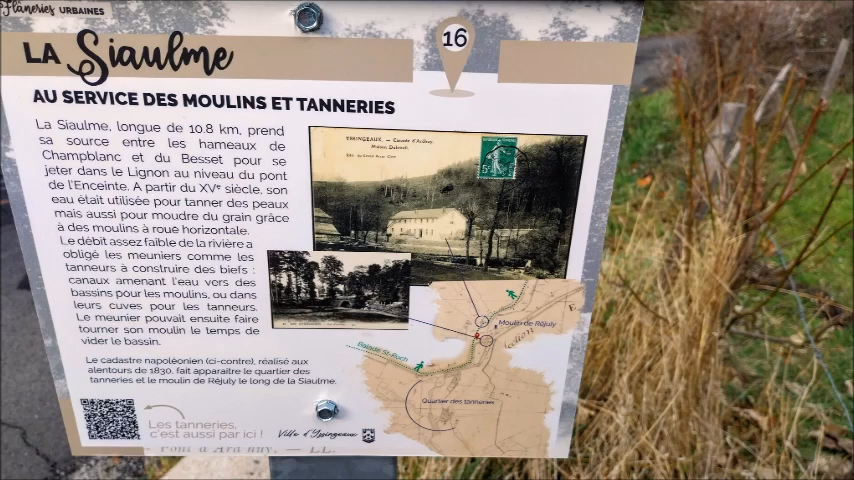 Flâneries URBAINES
16
LA Siaulme
AU SERVICE DES MOULINS ET TANNERIES
La Siaulme, longue de 10.8 km, prend
sa source entre les hameaux de
Champblanc et du Besset pour se
jeter dans le Lignon au niveau du pont
de l'Enceinte. A partir du XVe siècle, son
eau était utilisée pour tanner des peaux
mais aussi pour moudre du grain grâce
à des moulins à roue horizontale.
Le débit assez faible de la rivière a
obligé les meuniers comme les
tanneurs à construire des biefs :
canaux amenant l'eau vers des
bassins pour les moulins, ou dans
leurs cuves pour les tanneurs.
Le meunier pouvait ensuite faire
tourner son moulin le temps de
vider le bassin.
Le cadastre napoléonien (ci-contre), réalisé aux
alentours de 1830, fait apparaître le quartier des
tanneries et le moulin de Réjuly le long de la Siaulme.
YSSINGEAUX. —
5c
Moulin de Réjuly
Balade St-Roch
Quartier des tanneries
Les tanneries,
c'est aussi par ici !
Ville d'Yssingeaux